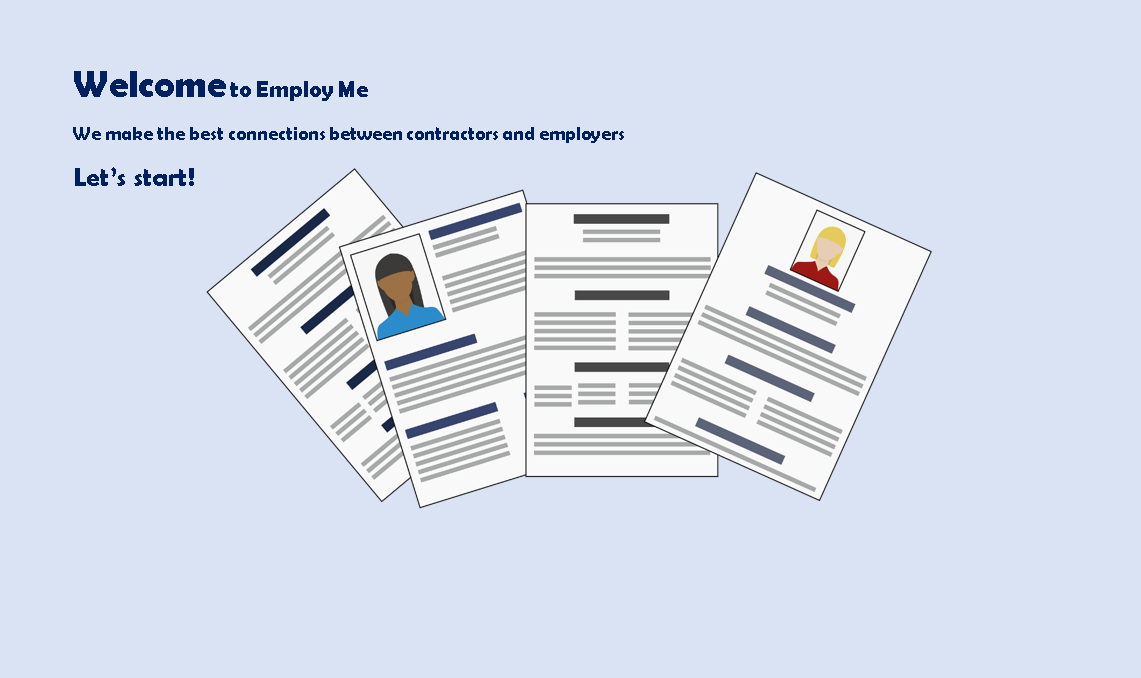 Welcome to Employ Me
We make the best connections between contractors and employers
Let's start!